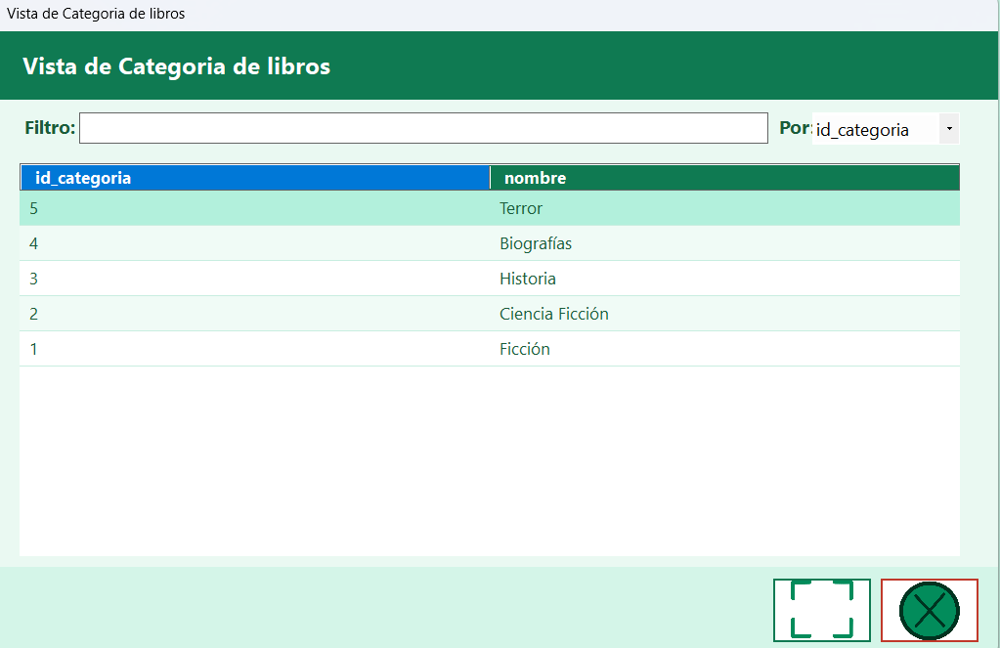 Vista de Categoria de libros
Vista de Categoria de libros
Filtro: Por: id_categoria
id_categoria nombre
5 Terror
4 Biografías
3 Historia
2 Ciencia Ficción
1 Ficción